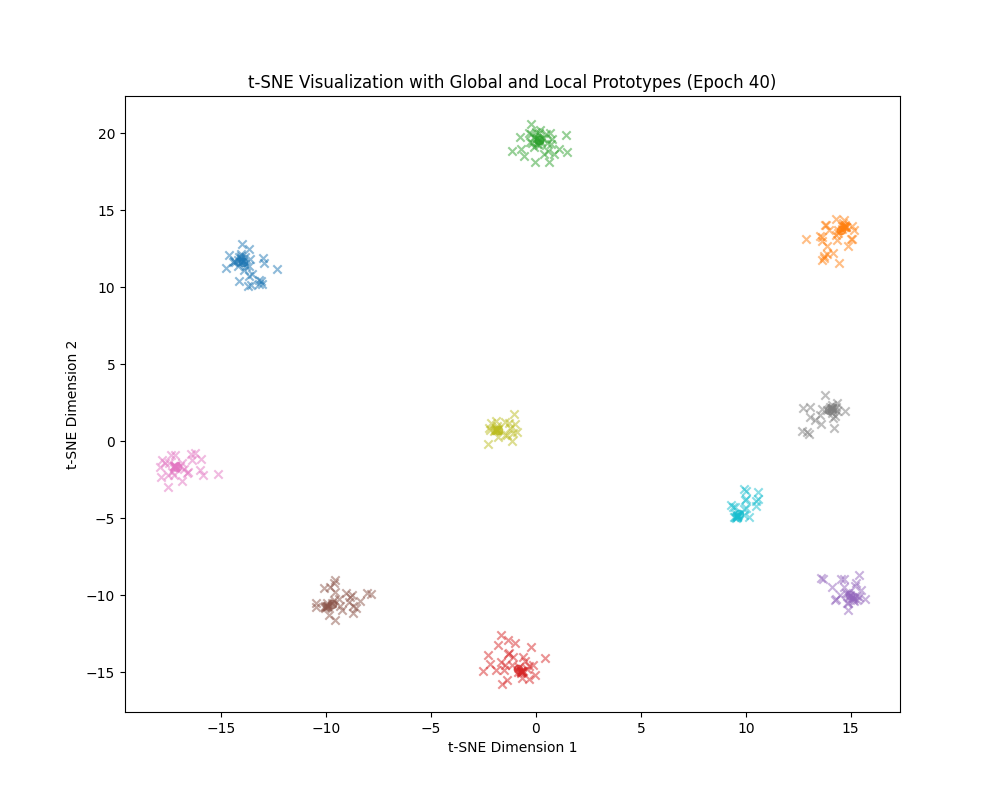 t-SNE Visualization with Global and Local Prototypes (Epoch 40)
20
15
10
5
0
−5
−10
−15
t-SNE Dimension 2
−15 −10 −5 0 5 10 15
t-SNE Dimension 1